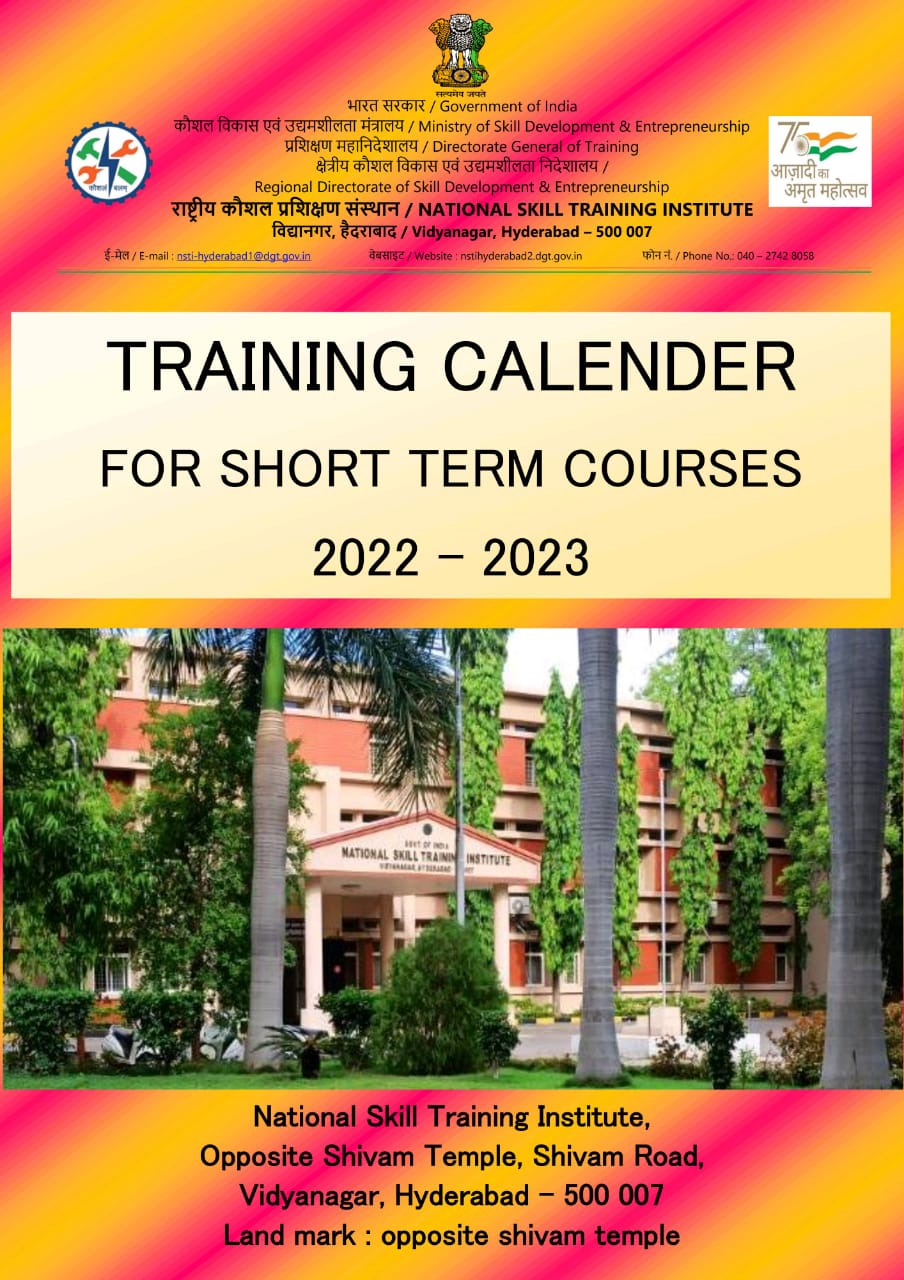 सत्यमेव जयते
भारत सरकार / Government of India
कौशल विकास एवं उद्यमशीलता मंत्रालय / Ministry of Skill Development & Entrepreneurship
प्रशिक्षण महानिदेशालय / Directorate General of Training
क्षेत्रीय कौशल विकास एवं उद्यमशीलता निदेशालय /
Regional Directorate of Skill Development & Entrepreneurship
राष्ट्रीय कौशल प्रशिक्षण संस्थान / NATIONAL SKILL TRAINING INSTITUTE
विद्यानगर, हैदराबाद / Vidyanagar, Hyderabad – 500 007
कौशलं बलम्
75
आज़ादी का
अमृत महोत्सव
ई-मेल / E-mail : nsti-hyderabad1@dgt.gov.in वेबसाइट / Website : nstihyderabad2.dgt.gov.in फोन नं. / Phone No.: 040 – 2742 8058
TRAINING CALENDER
FOR SHORT TERM COURSES
2022 – 2023
GOVT. OF INDIA
NATIONAL SKILL TRAINING INSTITUTE
VIDYANAGAR, HYDERABAD
National Skill Training Institute,
Opposite Shivam Temple, Shivam Road,
Vidyanagar, Hyderabad – 500 007
Land mark : opposite shivam temple